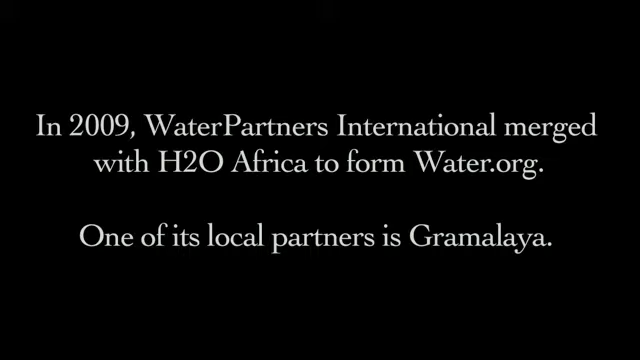 In 2009, WaterPartners International merged
with H2O Africa to form Water.org.
One of its local partners is Gramalaya.